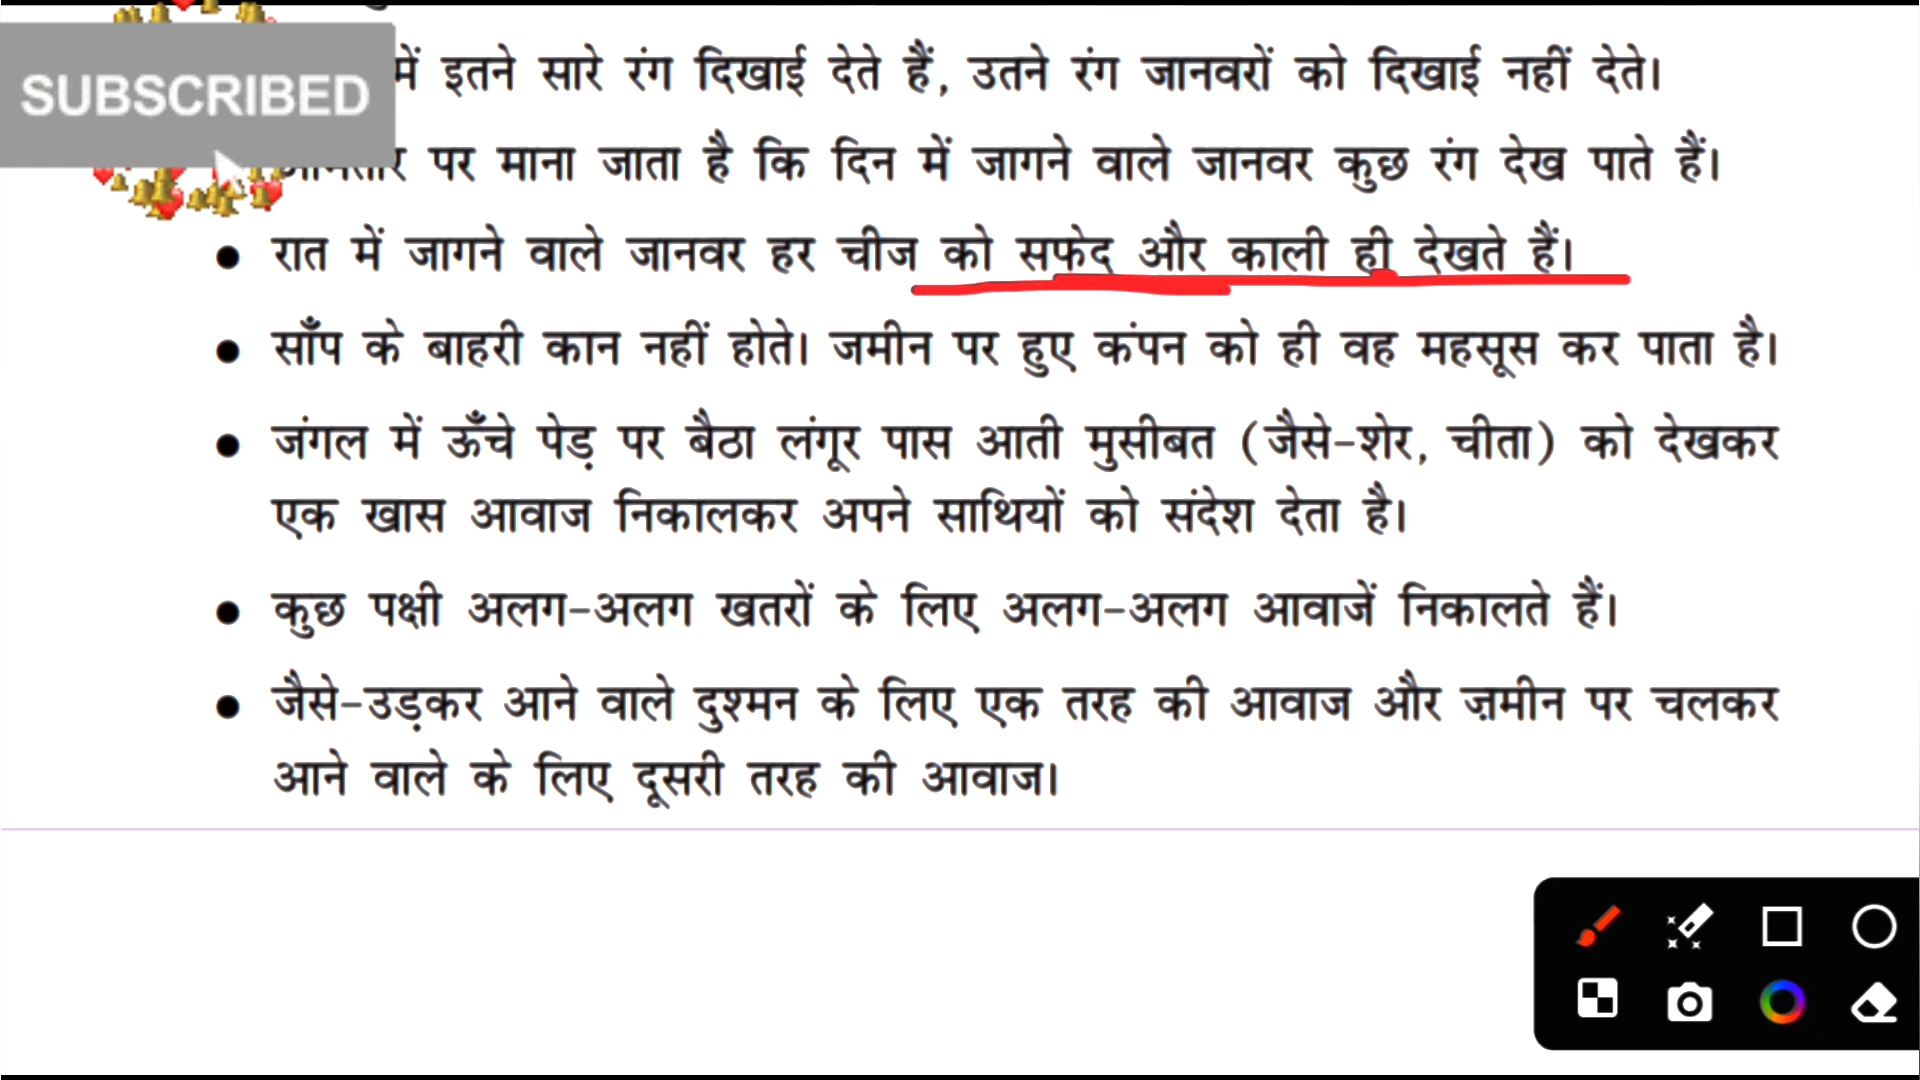 SUBSCRIBED
में इतने सारे रंग दिखाई देते हैं, उतने रंग जानवरों को दिखाई नहीं देते।
पर माना जाता है कि दिन में जागने वाले जानवर कुछ रंग देख पाते हैं।
● रात में जागने वाले जानवर हर चीज को सफेद और काली ही देखते हैं।
● साँप के बाहरी कान नहीं होते। जमीन पर हुए कंपन को ही वह महसूस कर पाता है।
● जंगल में ऊँचे पेड़ पर बैठा लंगूर पास आती मुसीबत (जैसे-शेर, चीता) को देखकर
एक खास आवाज निकालकर अपने साथियों को संदेश देता है।
● कुछ पक्षी अलग-अलग खतरों के लिए अलग-अलग आवाजें निकालते हैं।
● जैसे-उड़कर आने वाले दुश्मन के लिए एक तरह की आवाज और ज़मीन पर चलकर
आने वाले के लिए दूसरी तरह की आवाज।